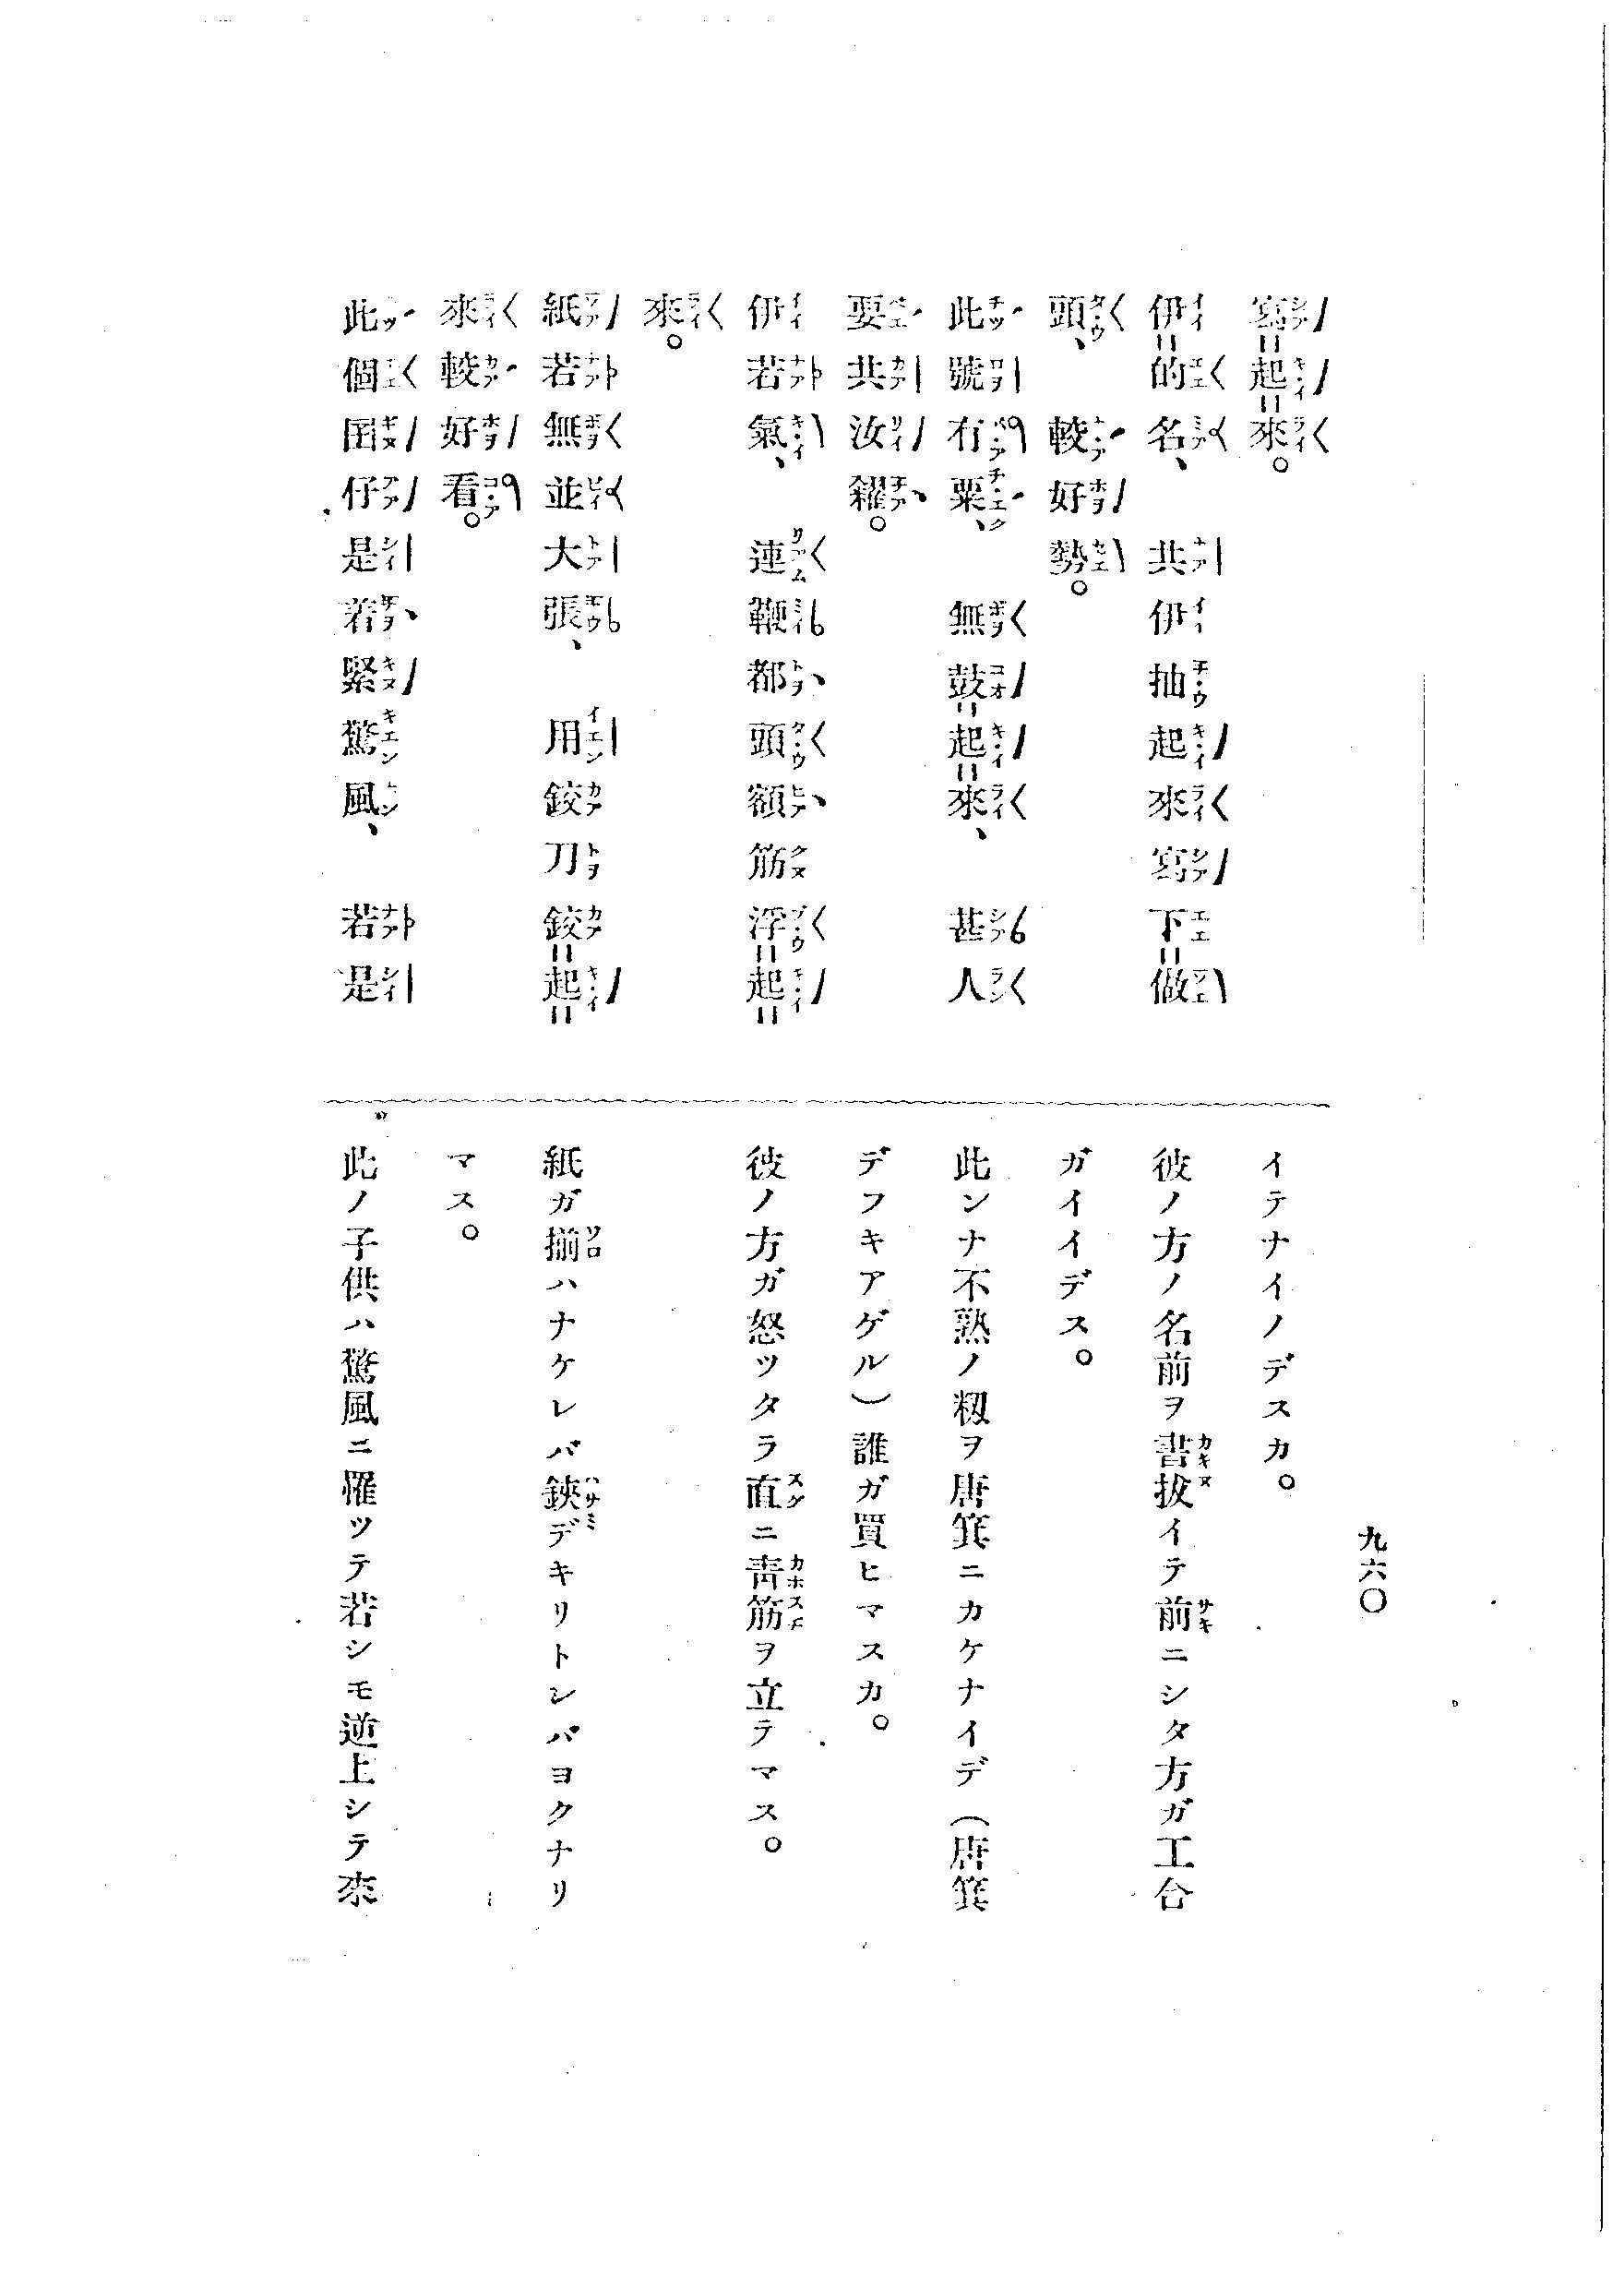 寫=起=來。
伊=的名、 共伊抽起來寫下=做
頭、 較好勢。
此號冇粟、 無鼓=起=來、 甚人
要共汝糴。
伊若氣、 連鞭都頭額筋浮=起=
來。
紙若無並大張、 用鉸刀鉸=起=
來較好看。
此個囝仔是着緊驚風、 若是
イテナイノデスカ。
彼ノ方ノ名前ヲ書拔イテ前ニシタ方ガ工合
ガイイデス。
此ンナ不熟ノ籾ヲ唐箕ニカケナイデ(唐箕
デフキアゲル)誰ガ買ヒマスカ。
彼ノ方ガ怒ツタラ直ニ靑筋ヲ立テマス。
紙ガ揃ハナケレバ鋏デキリトレバヨクナリ
マス。
此ノ子供ハ驚風ニ罹ツテ若シモ逆上シテ來
九六〇